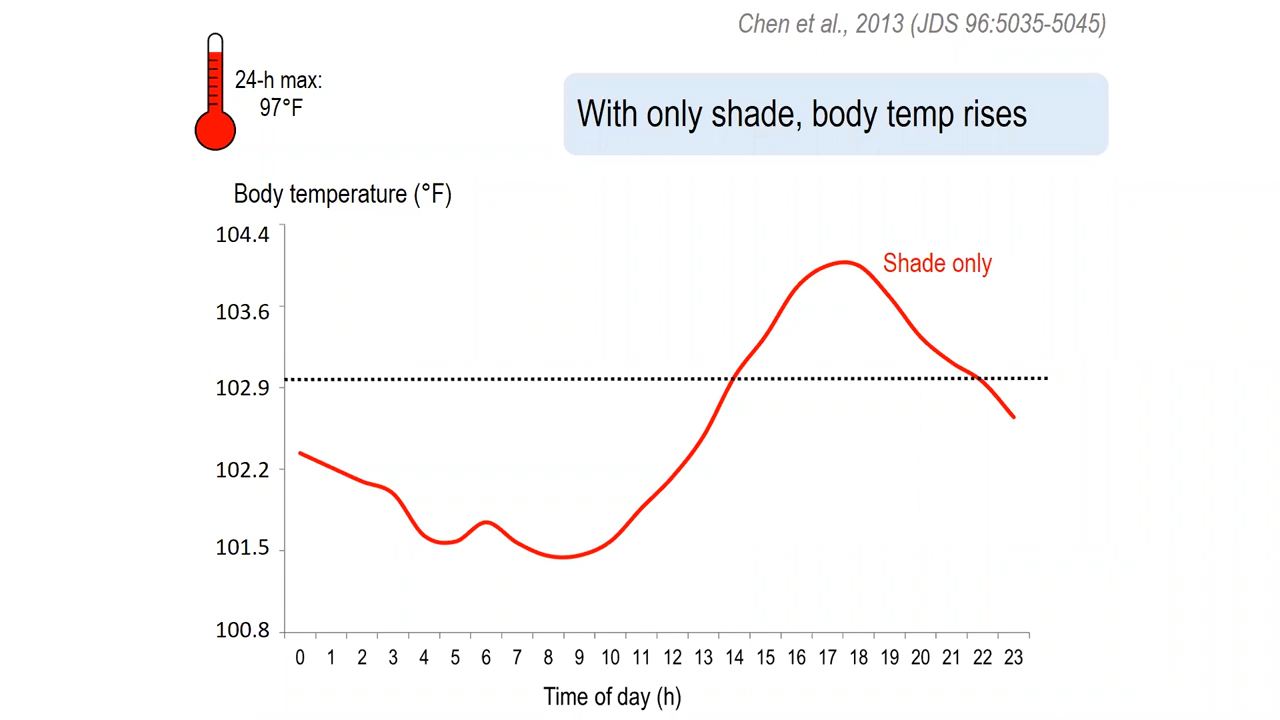 Chen et al., 2013 (JDS 96:5035-5045)
24-h max:
97°F
With only shade, body temp rises
Body temperature (°F)
104.4
103.6
102.9
102.2
101.5
100.8
Shade only
0 1 2 3 4 5 6 7 8 9 10 11 12 13 14 15 16 17 18 19 20 21 22 23
Time of day (h)